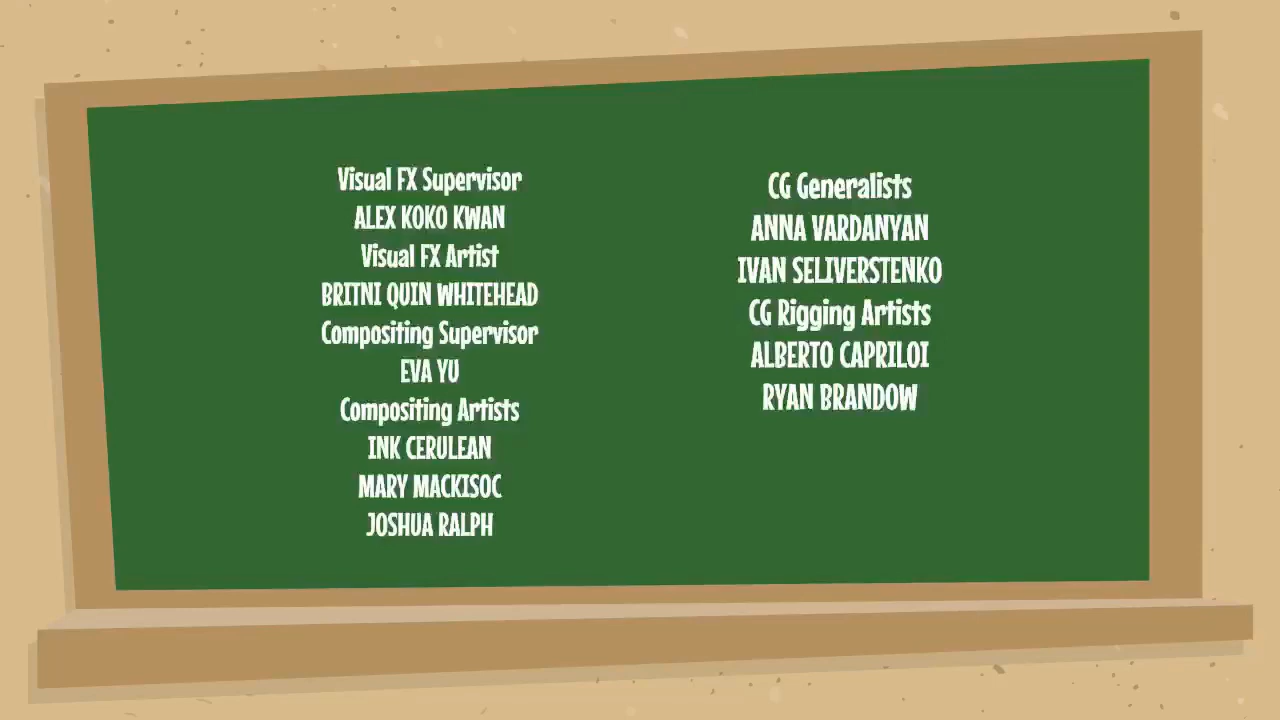 Visual FX Supervisor
ALEX KOKO KWAN
Visual FX Artist
BRITNI QUIN WHITEHEAD
Compositing Supervisor
EVA YU
Compositing Artists
INK CERULEAN
MARY MACKISOC
JOSHUA RALPH
CG Generalists
ANNA VARDANYAN
IVAN SELIVERSTENKO
CG Rigging Artists
ALBERTO CAPRILOI
RYAN BRANDOW